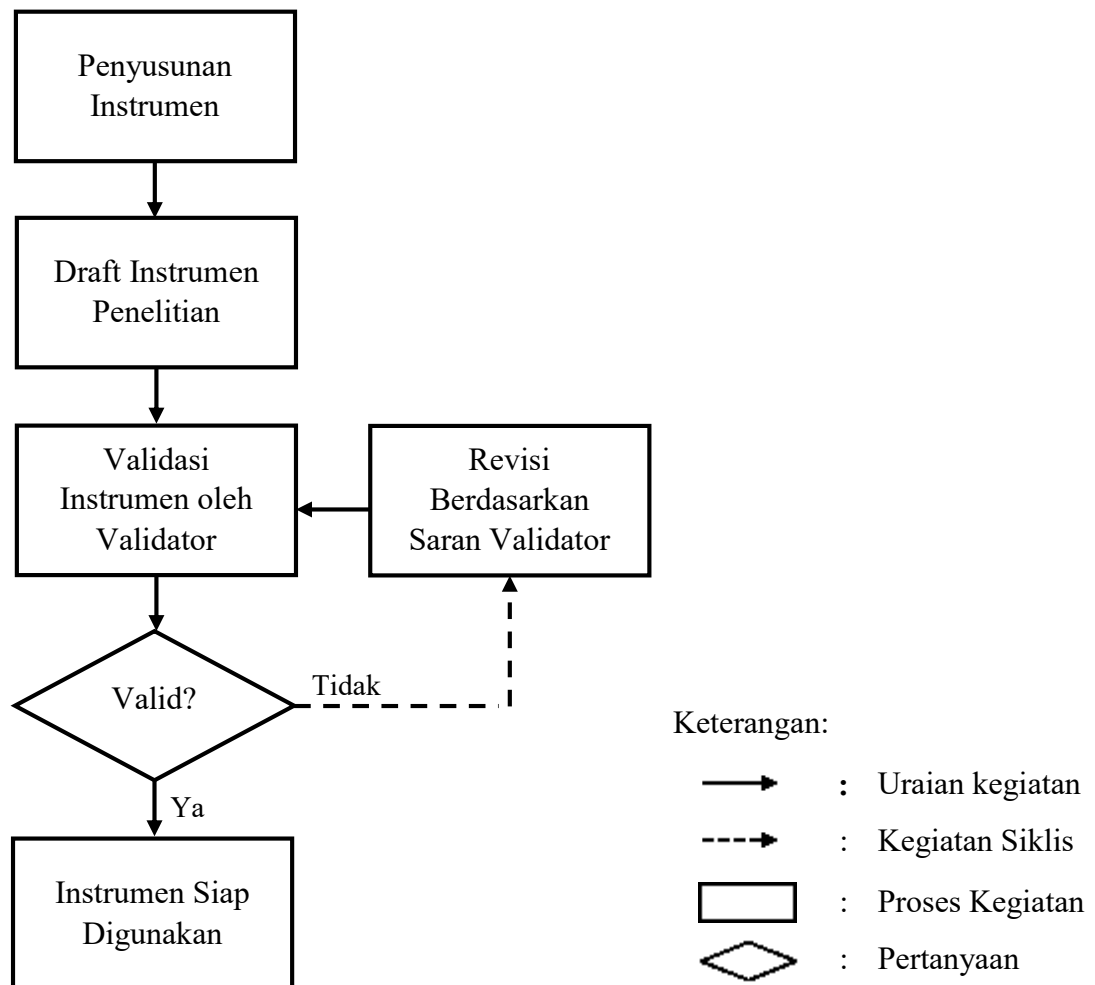 Penyusunan
Instrumen
Draft Instrumen
Penelitian
Validasi
Instrumen oleh
Validator
Revisi
Berdasarkan
Saran Validator
Valid?
Tidak
Ya
Instrumen Siap
Digunakan
Keterangan:
: Uraian kegiatan
: Kegiatan Siklis
: Proses Kegiatan
: Pertanyaan